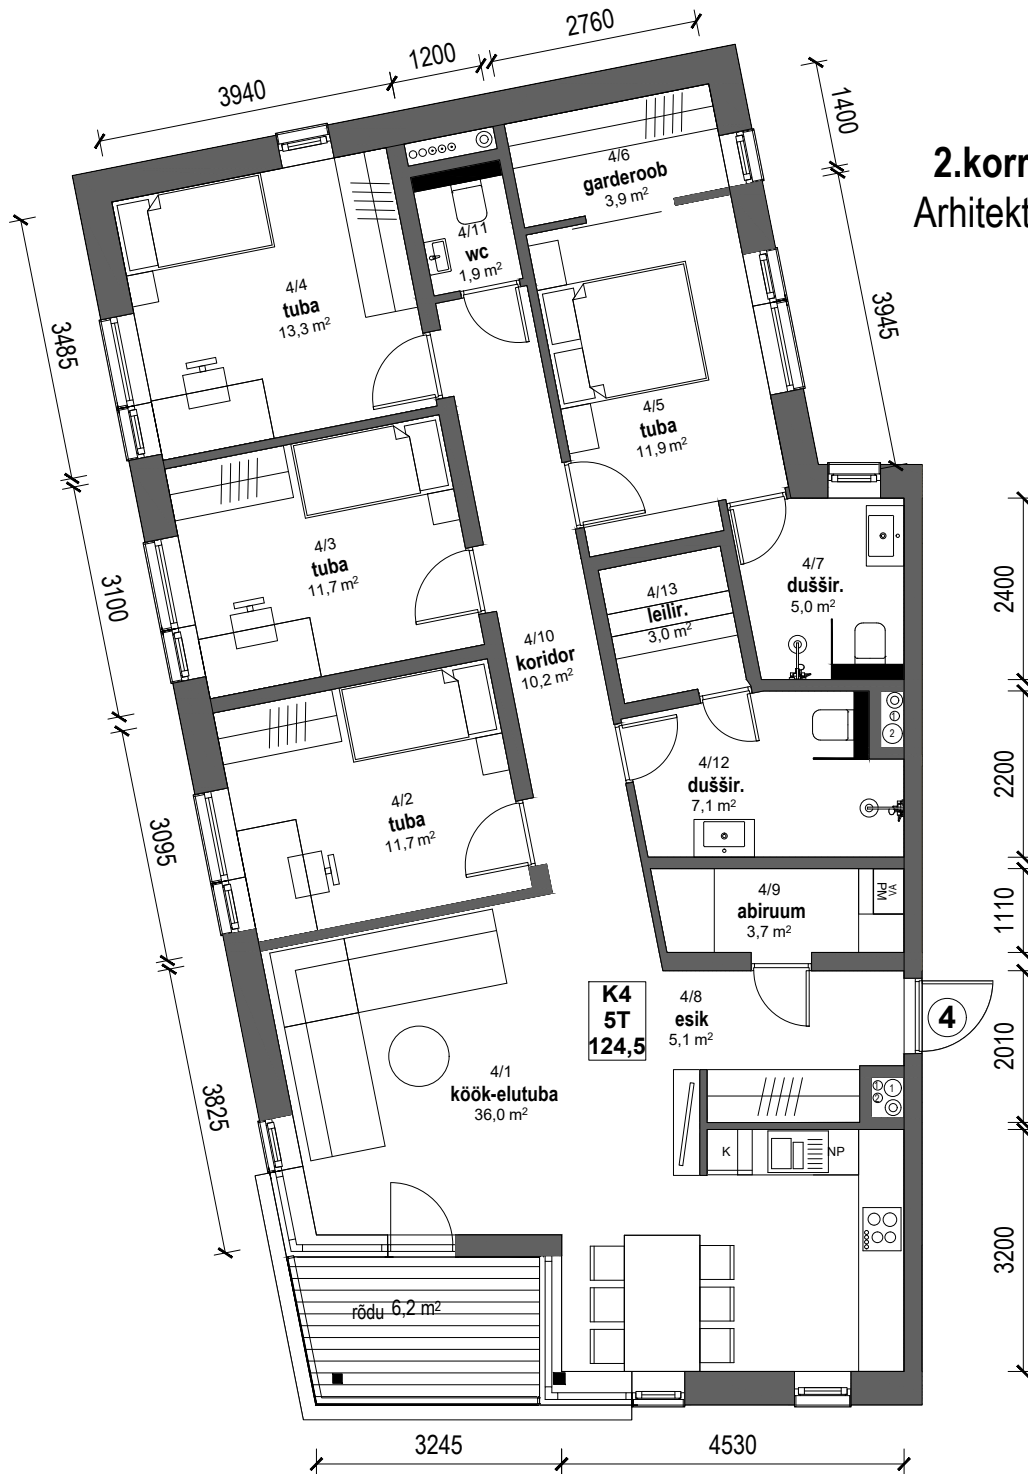 2760
1200
3940
1400
2.korr
Arhitekt
4/6
garderoob
3,9 m²
4/11
wc
1,9 m²
4/4
tuba
13,3 m²
3485
3945
4/5
tuba
11,9 m²
4/3
tuba
11,7 m²
3100
4/7
duššir.
5,0 m²
2400
4/13
leilir.
3,0 m²
4/10
koridor
10,2 m²
1
2
4/12
duššir.
7,1 m²
2200
4/2
tuba
11,7 m²
3095
4/9
abiruum
3,7 m²
PM
1110
K4
5T
124,5
4/8
esik
5,1 m²
4
2010
4/1
köök-elutuba
36,0 m²
3825
1
2
1
K
NP
3200
rõdu 6,2 m²
3245
4530